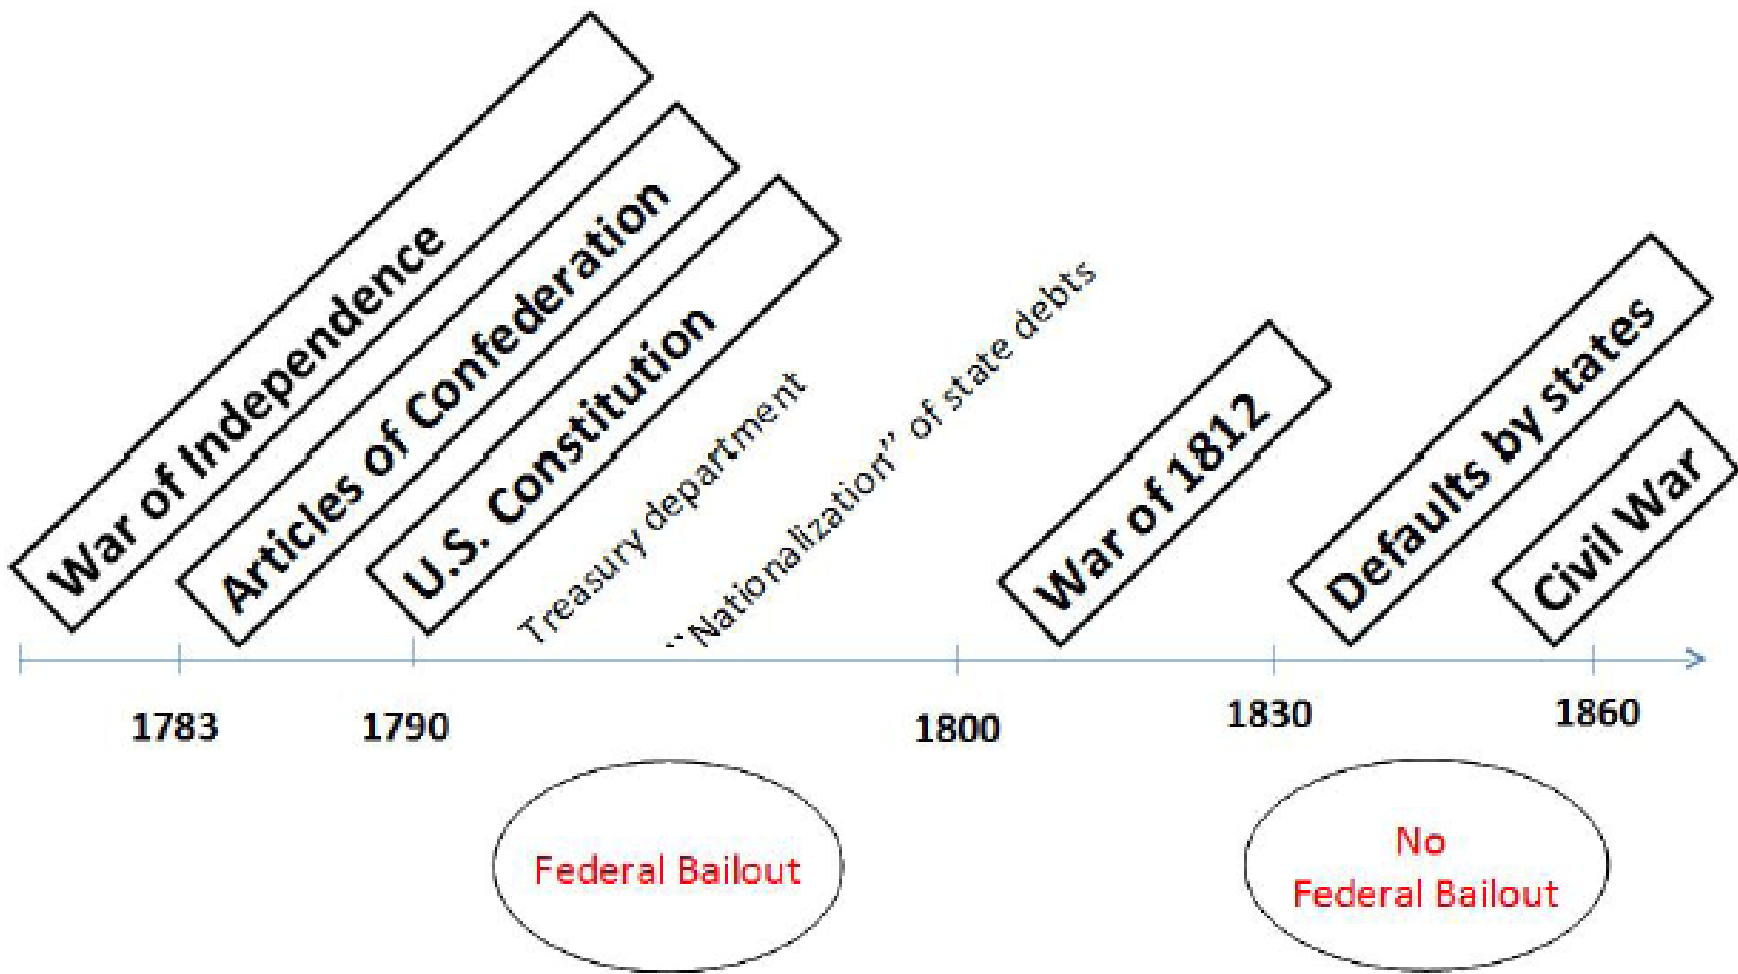 War of Independence
Articles of Confederation
U.S. Constitution
Treasury department
“Nationalization” of state debts
War of 1812
Defaults by states
Civil War
1783
1790
1800
1830
1860
Federal Bailout
No
Federal Bailout